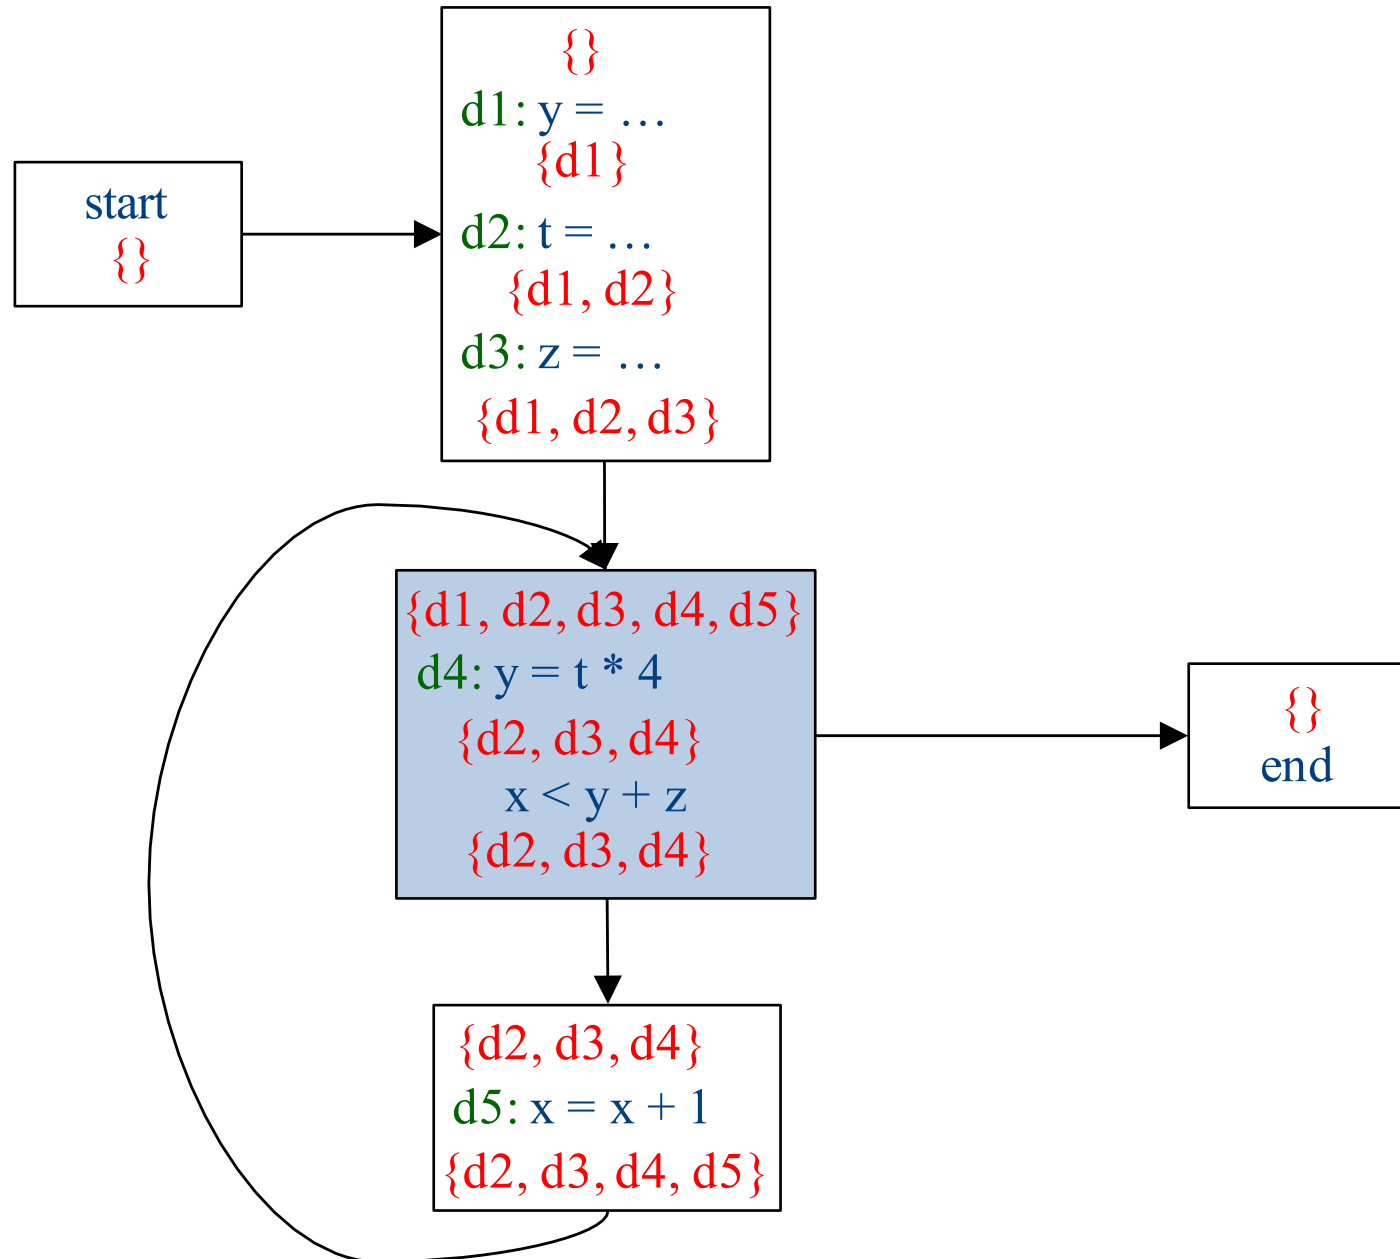 start
{}
{}
d1: y = …
{d1}
d2: t = …
{d1, d2}
d3: z = …
{d1, d2, d3}
{d1, d2, d3, d4, d5}
d4: y = t * 4
{d2, d3, d4}
x < y + z
{d2, d3, d4}
{}
end
{d2, d3, d4}
d5: x = x + 1
{d2, d3, d4, d5}